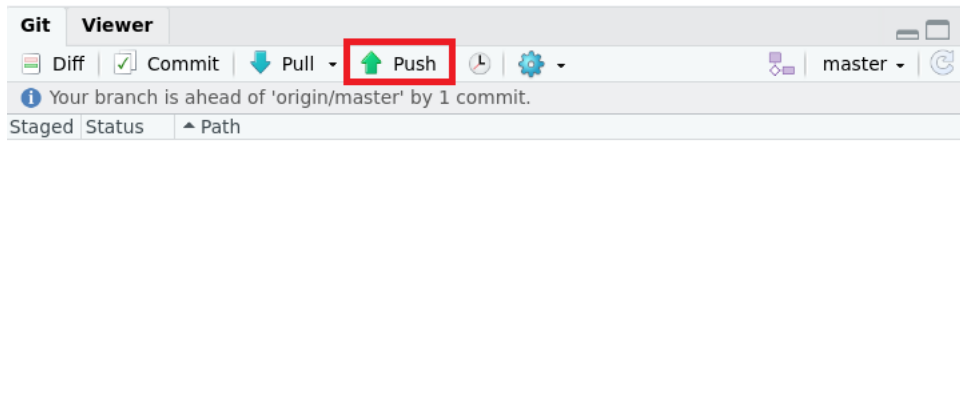 Git Viewer
Diff Commit Pull Push master
Your branch is ahead of 'origin/master' by 1 commit.
Staged Status Path